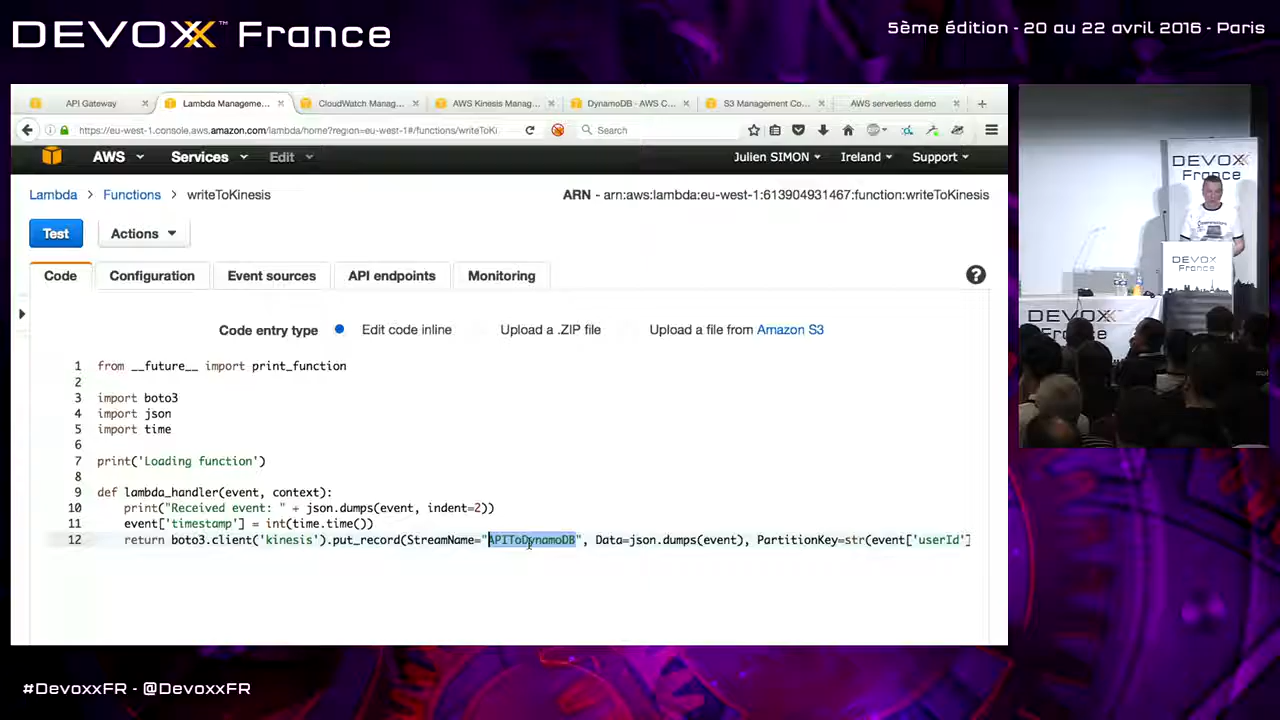 DEVOXX™ France
5ème édition - 20 au 22 avril 2016 - Paris
API Gateway
Lambda Manageme...
CloudWatch Manag...
AWS Kinesis Manag...
DynamoDB - AWS C...
S3 Management Co...
AWS serverless demo
https://eu-west-1.console.aws.amazon.com/lambda/home?region=eu-west-1#/functions/writeToKi
Search
AWS
Services
Edit
Julien SIMON
Ireland
Support
Lambda > Functions > writeToKinesis
ARN - arn:aws:lambda:eu-west-1:613904931467:function:writeToKinesis
Test
Actions
Code
Configuration
Event sources
API endpoints
Monitoring
?
Code entry type
Edit code inline
Upload a .ZIP file
Upload a file from Amazon S3
1 from __future__ import print_function
2
3 import boto3
4 import json
5 import time
6
7 print('Loading function')
8
9 def lambda_handler(event, context):
10 print("Received event: " + json.dumps(event, indent=2))
11 event['timestamp'] = int(time.time())
12 return boto3.client('kinesis').put_record(StreamName="APIToDynamoDB", Data=json.dumps(event), PartitionKey=str(event['userId']
DEVOXX
France
DEVOXX
France
DEVOXX
France
#DevoxxFR - @DevoxxFR